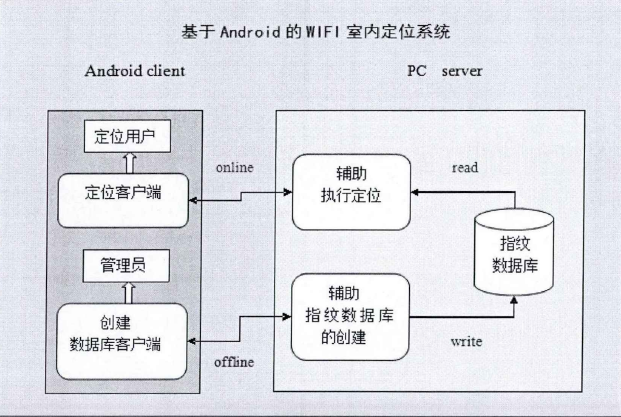 基于Android的WIFI室内定位系统
Android client
PC server
定位用户
定位客户端
online
辅助
执行定位
read
指纹
数据库
管理员
创建
数据库客户端
offline
辅助
指纹数据库
的创建
write